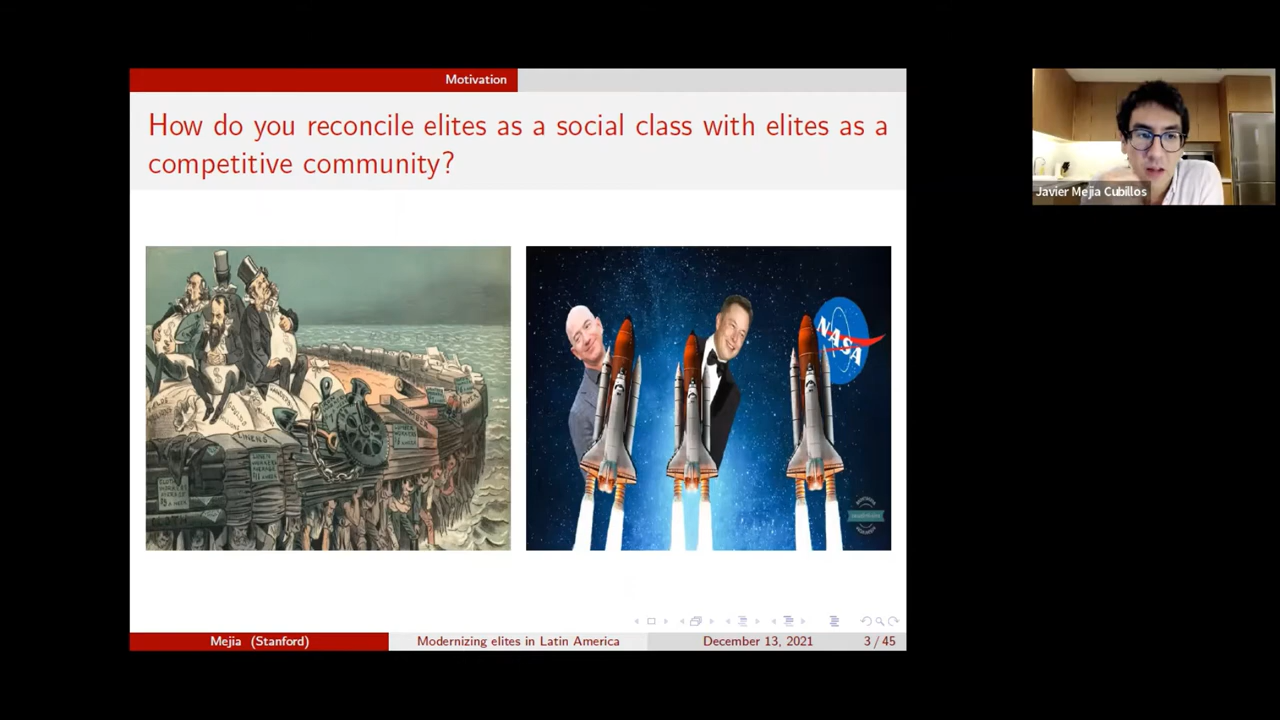 Motivation
How do you reconcile elites as a social class with elites as a
competitive community?
Javier Mejia Cubillos
LINENS
NASA
Mejia (Stanford)
Modernizing elites in Latin America
December 13, 2021
3 / 45